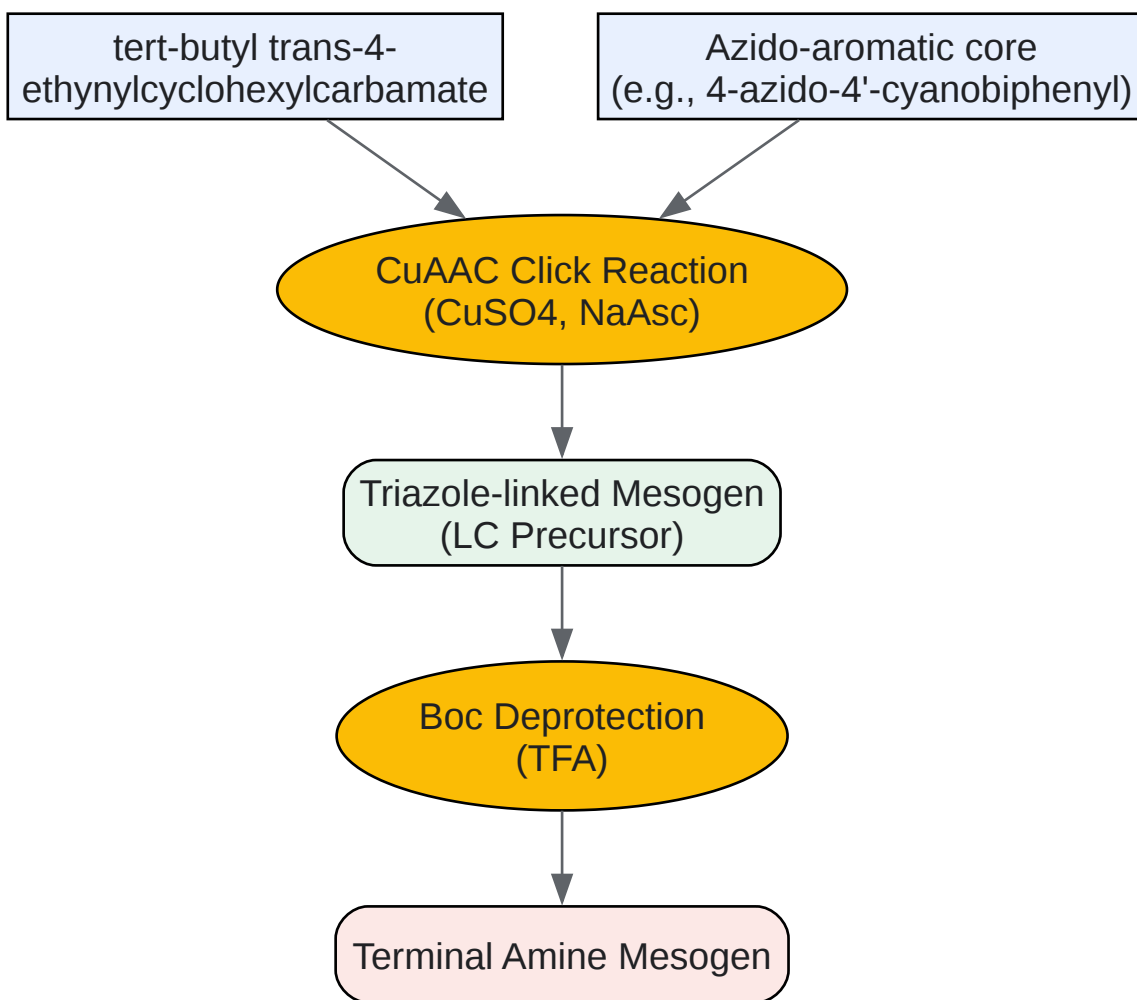 tert-butyl trans-4-
ethynylcyclohexylcarbamate
Azido-aromatic core
(e.g., 4-azido-4'-cyanobiphenyl)
CuAAC Click Reaction
(CuSO4, NaAsc)
Triazole-linked Mesogen
(LC Precursor)
Boc Deprotection
(TFA)
Terminal Amine Mesogen